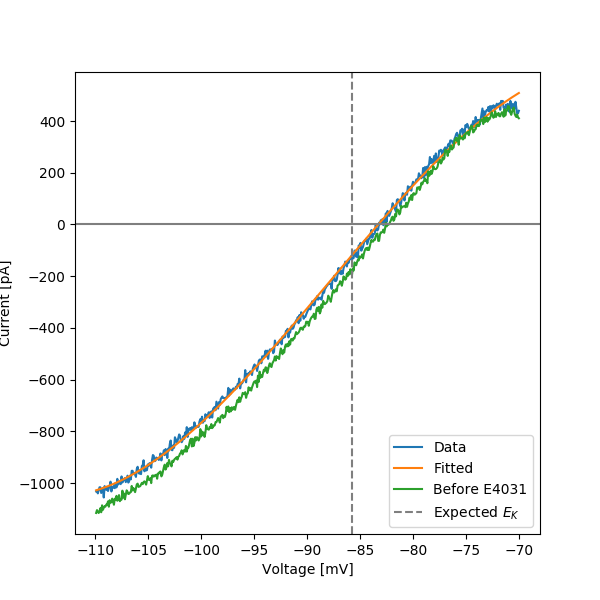 400
200
0
−200
−400
−600
−800
−1000
Current [pA]
−110 −105 −100 −95 −90 −85 −80 −75 −70
Voltage [mV]
Data
Fitted
Before E4031
Expected E_K